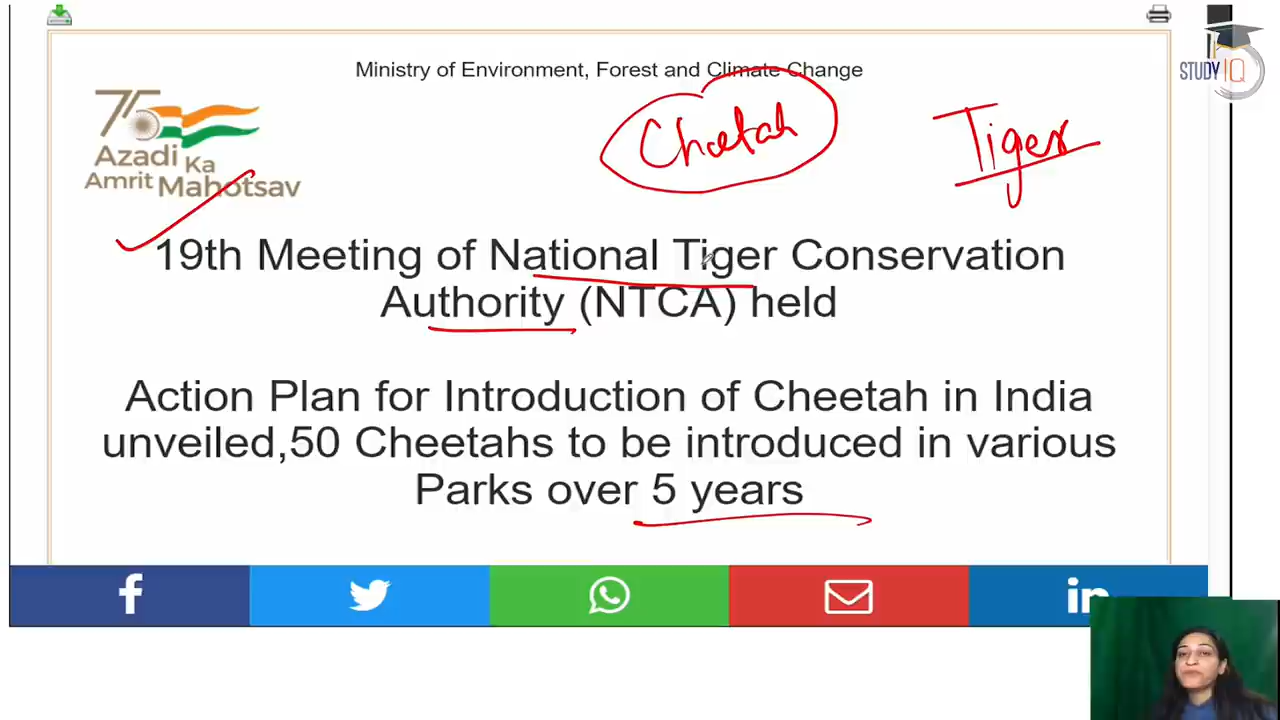 Ministry of Environment, Forest and Climate Change
STUDY IQ
75
Azadi Ka
Amrit Mahotsav
Cheetah
Tiger
19th Meeting of National Tiger Conservation
Authority (NTCA) held
Action Plan for Introduction of Cheetah in India
unveiled,50 Cheetahs to be introduced in various
Parks over 5 years
f
in